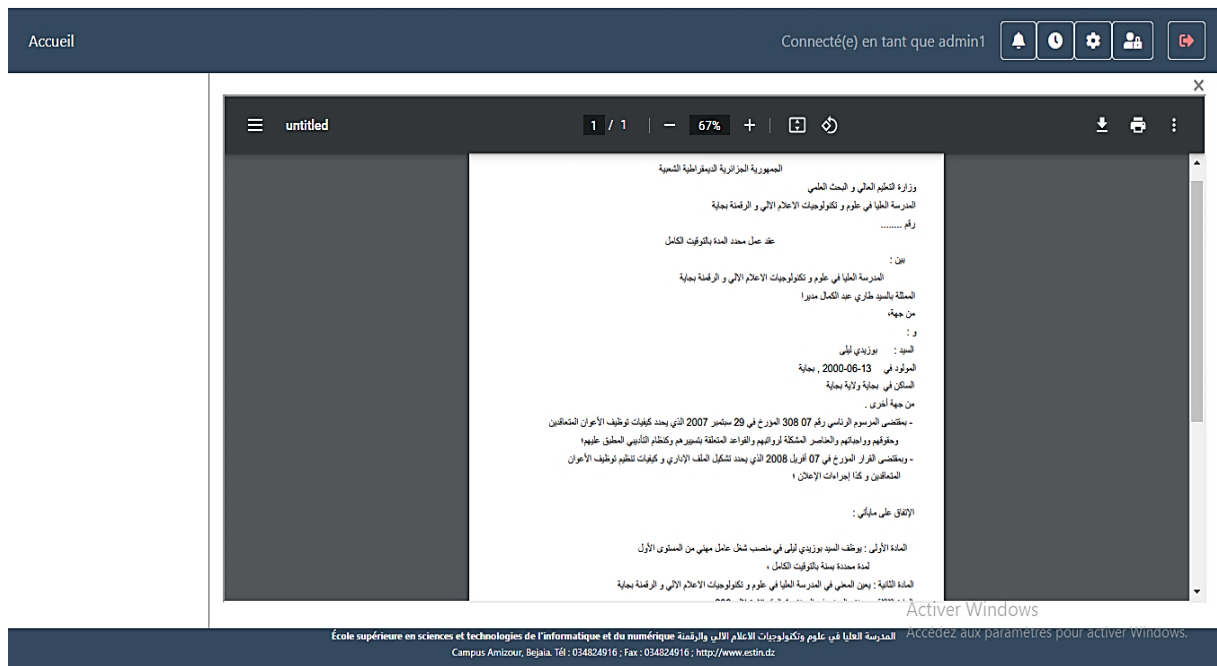 Accueil
Connecté(e) en tant que admin1
untitled
1 / 1
67%
الجمهورية الجزائرية الديمقراطية الشعبية
وزارة التعليم العالي و البحث العلمي
المدرسة العليا في علوم و تكنولوجيات الاعلام الالي و الرقمنة بجاية
رقم ........
عقد عمل محدد المدة بالتوقيت الكامل
بين :
المدرسة العليا في علوم و تكنولوجيات الاعلام الالي و الرقمنة بجاية
الممثلة بالسيد طاري عبد الكمال مديرا
من جهة،
و :
السيد : بوزيدي ليلى
المولود في 13-06-2000 , بجاية
الساكن في بجاية ولاية بجاية
من جهة أخرى .
- بمقتضى المرسوم الرئاسي رقم 07 308 المؤرخ في 29 سبتمبر 2007 الذي يحدد كيفيات توظيف الأعوان المتعاقدين
وحقوقهم وواجباتهم والعناصر المشكلة لرواتبهم والقواعد المتعلقة بتسييرهم وكنظام التأديبي المطبق عليهم؛
- وبمقتضى القرار المؤرخ في 07 أفريل 2008 الذي يحدد تشكيل الملف الإداري و كيفيات تنظيم توظيف الأعوان
المتعاقدين و كذا إجراءات الإعلان ؛
الإتفاق على مايأتي :
المادة الأولى : يوظف السيد بوزيدي ليلى في منصب شغل عامل مهني من المستوى الأول
لمدة محددة بسنة بالتوقيت الكامل ،
المادة الثانية : يعين المعني في المدرسة العليا في علوم و تكنولوجيات الاعلام الالي و الرقمنة بجاية
Activer Windows
Accédez aux paramètres pour activer Windows.
École supérieure en sciences et technologies de l'informatique et du numérique المدرسة العليا في علوم وتكنولوجيات الاعلام الالي والرقمنة
Campus Amizour, Bejaia. Tél : 034824916 ; Fax : 034824916 ; http://www.estin.dz